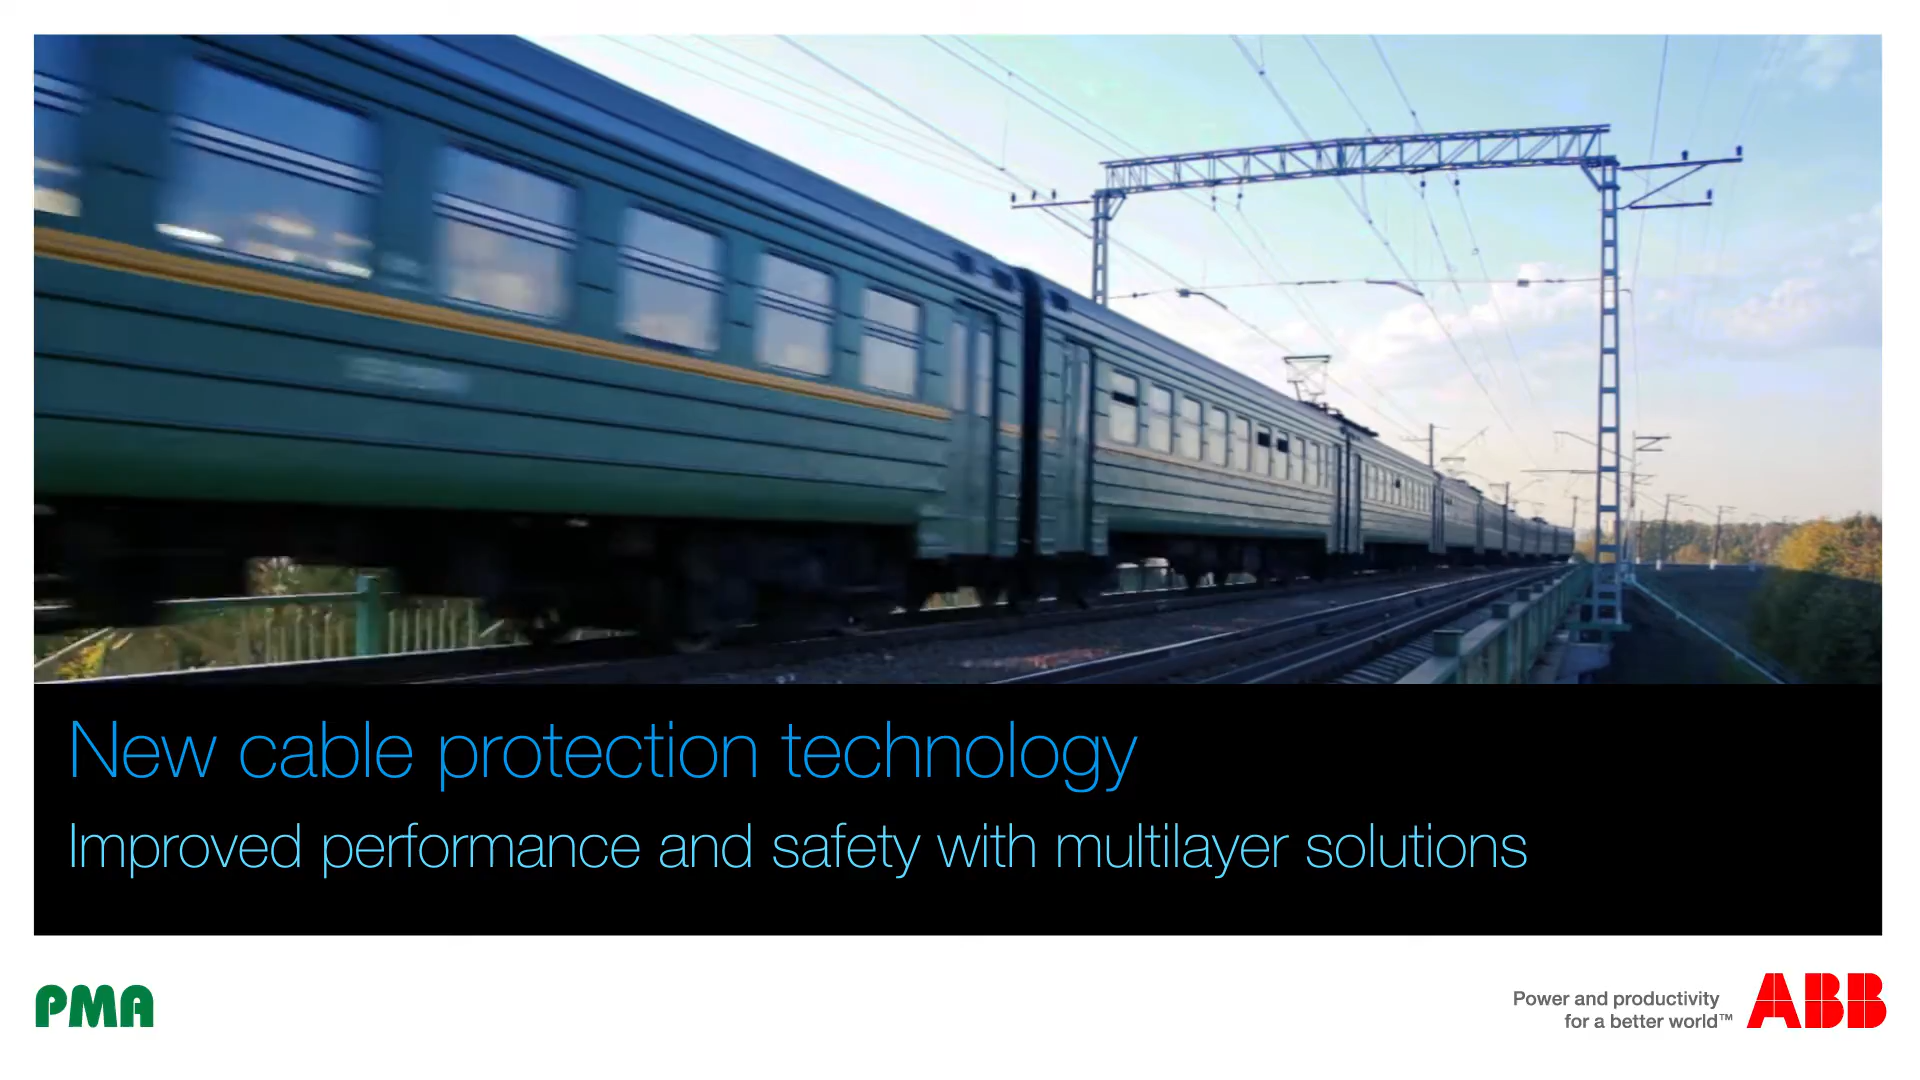 New cable protection technology
Improved performance and safety with multilayer solutions
PMA
Power and productivity
for a better world™
ABB